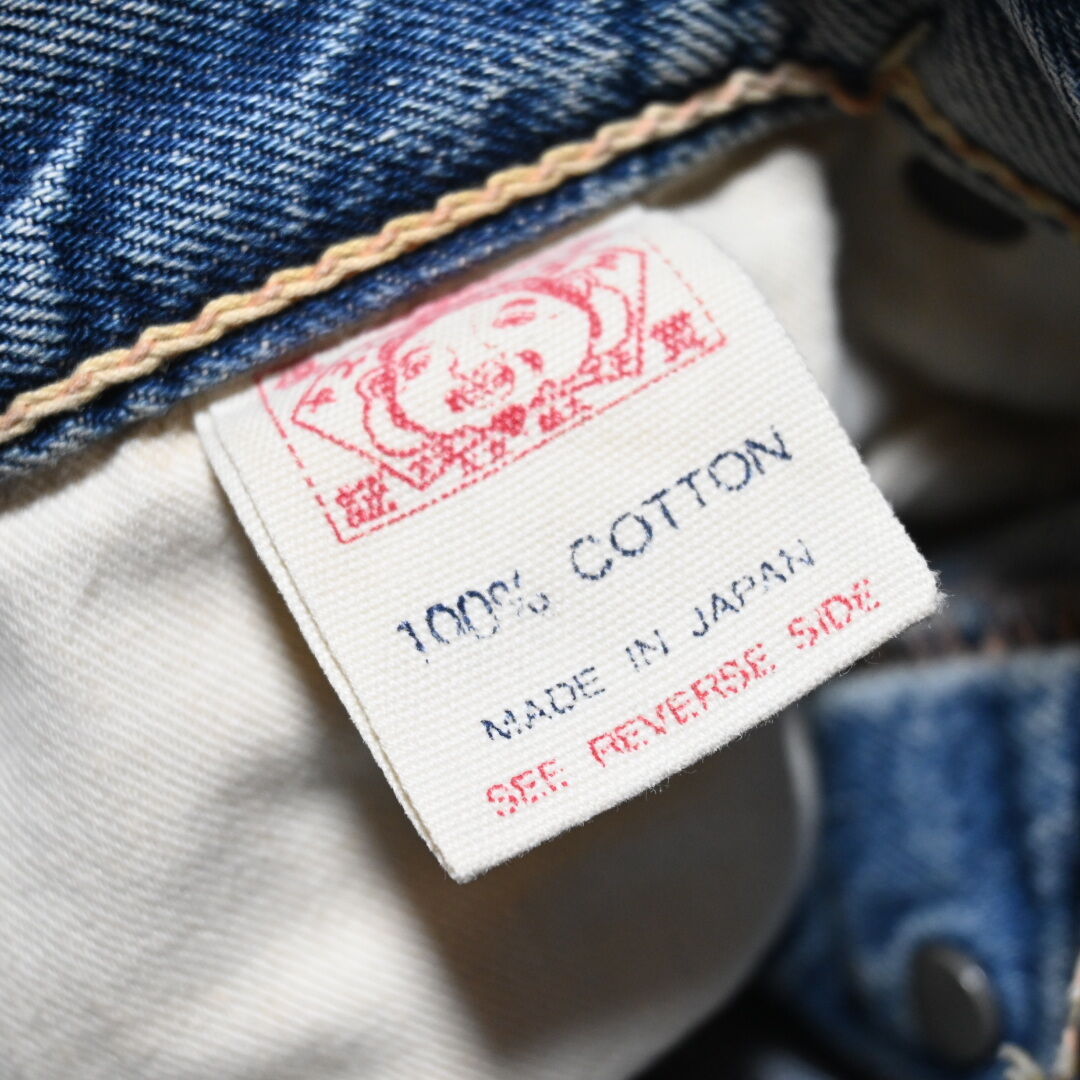 100% COTTON
MADE IN JAPAN
SEE REVERSE SIDE